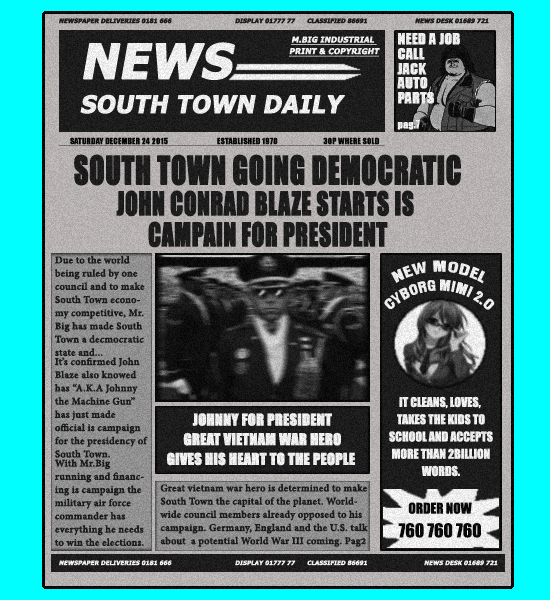 NEWSPAPER DELIVERIES 0181 666 DISPLAY 01777 77 CLASSIFIED 86691 NEWS DESK 01689 721
M.BIG INDUSTRIAL
PRINT & COPYRIGHT
NEWS
SOUTH TOWN DAILY
NEED A JOB
CALL
JACK
AUTO
PARTS
pag.7
SATURDAY DECEMBER 24 2015 ESTABLISHED 1970 30P WHERE SOLD
SOUTH TOWN GOING DEMOCRATIC
JOHN CONRAD BLAZE STARTS IS
CAMPAIN FOR PRESIDENT
Due to the world
being ruled by one
council and to make
South Town econo-
my competitive, Mr.
Big has made South
Town a decmocratic
state and...
It's confirmed John
Blaze also knowed
has "A.K.A Johnny
the Machine Gun"
has just made
official is campaign
for the presidency of
South Town.
With Mr.Big
running and financ-
ing is campaign the
military air force
commander has
everything he needs
to win the elections.
JOHNNY FOR PRESIDENT
GREAT VIETNAM WAR HERO
GIVES HIS HEART TO THE PEOPLE
Great vietnam war hero is determined to make
South Town the capital of the planet. World-
wide council members already opposed to his
campaign. Germany, England and the U.S. talk
about a potential World War III coming. Pag2
NEW MODEL
CYBORG MIMI 2.0
IT CLEANS, LOVES,
TAKES THE KIDS TO
SCHOOL AND ACCEPTS
MORE THAN 2BILLION
WORDS.
ORDER NOW
760 760 760
NEWSPAPER DELIVERIES 0181 666 DISPLAY 01777 77 CLASSIFIED 86691 NEWS DESK 01689 721